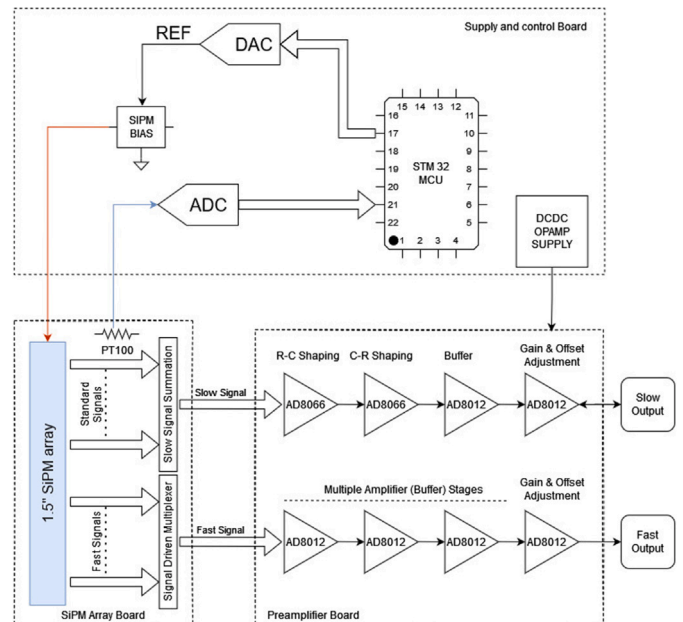 Supply and control Board
REF
DAC
SIPM
BIAS
15 14 13 12
16
17
18
19
20
21
22
11
10
9
8
7
6
5
1 2 3 4
STM 32
MCU
ADC
DCDC
OPAMP
SUPPLY
PT100
1.5" SiPM array
Standard
Signals
Fast Signals
Slow Signal Summation
Signal Driven Multiplexer
SiPM Array Board
Slow Signal
Fast Signal
R-C Shaping
C-R Shaping
Buffer
Gain & Offset
Adjustment
AD8066
AD8066
AD8012
AD8012
Slow
Output
Multiple Amplifier (Buffer) Stages
Gain & Offset
Adjustment
AD8012
AD8012
AD8012
AD8012
Fast
Output
Preamplifier Board